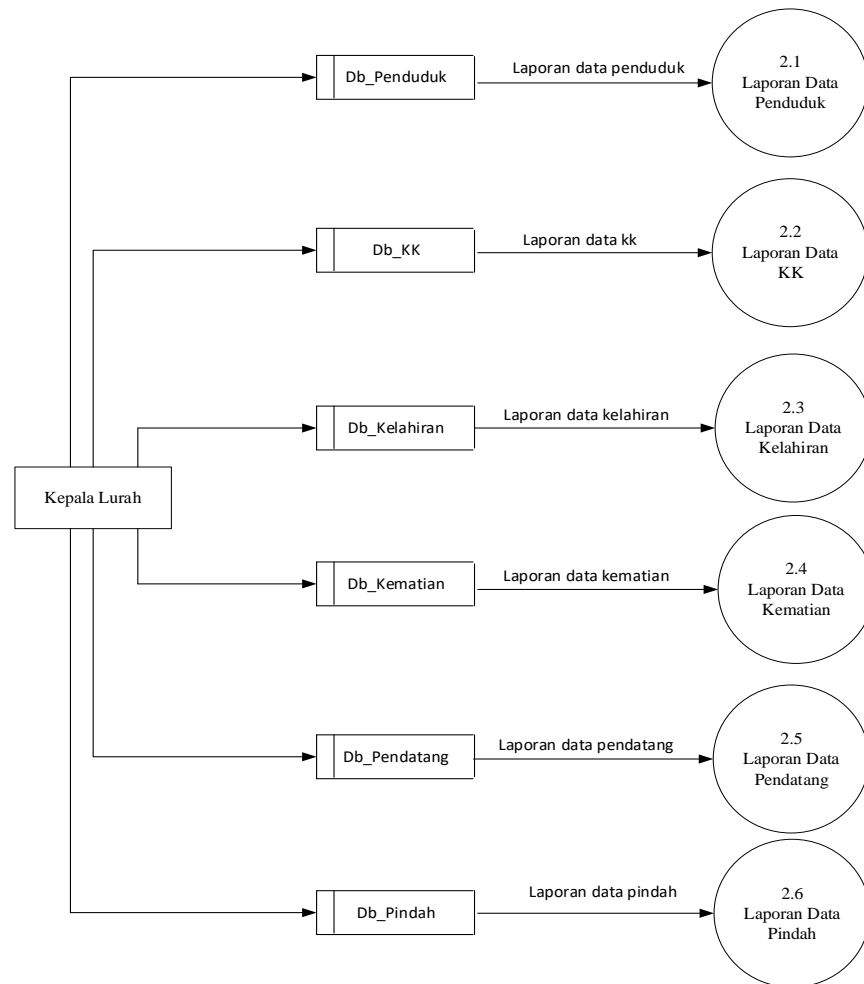 Db_Penduduk
Laporan data penduduk
2.1
Laporan Data
Penduduk
Db_KK
Laporan data kk
2.2
Laporan Data
KK
Db_Kelahiran
Laporan data kelahiran
2.3
Laporan Data
Kelahiran
Kepala Lurah
Db_Kematian
Laporan data kematian
2.4
Laporan Data
Kematian
Db_Pendatang
Laporan data pendatang
2.5
Laporan Data
Pendatang
Db_Pindah
Laporan data pindah
2.6
Laporan Data
Pindah